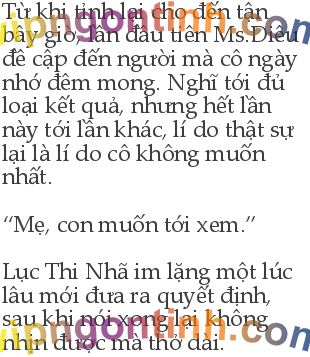 Từ khi tỉnh lại cho đến tận
bây giờ, lần đầu tiên Ms.Diêu
đề cập đến người mà cô ngày
nhớ đêm mong. Nghĩ tới đủ
loại kết quả, nhưng hết lần
này tới lần khác, lí do thật sự
lại là lí do cô không muốn
nhất.
“Mẹ, con muốn tới xem.”
Lục Thi Nhã im lặng một lúc
lâu mới đưa ra quyết định,
sau khi nói xong lại không
nhịn được mà thở dài.